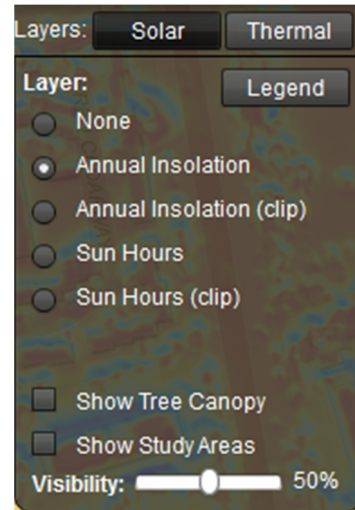 Layers: Solar Thermal
Layer: Legend
None
Annual Insolation
Annual Insolation (clip)
Sun Hours
Sun Hours (clip)
Show Tree Canopy
Show Study Areas
Visibility: 50%